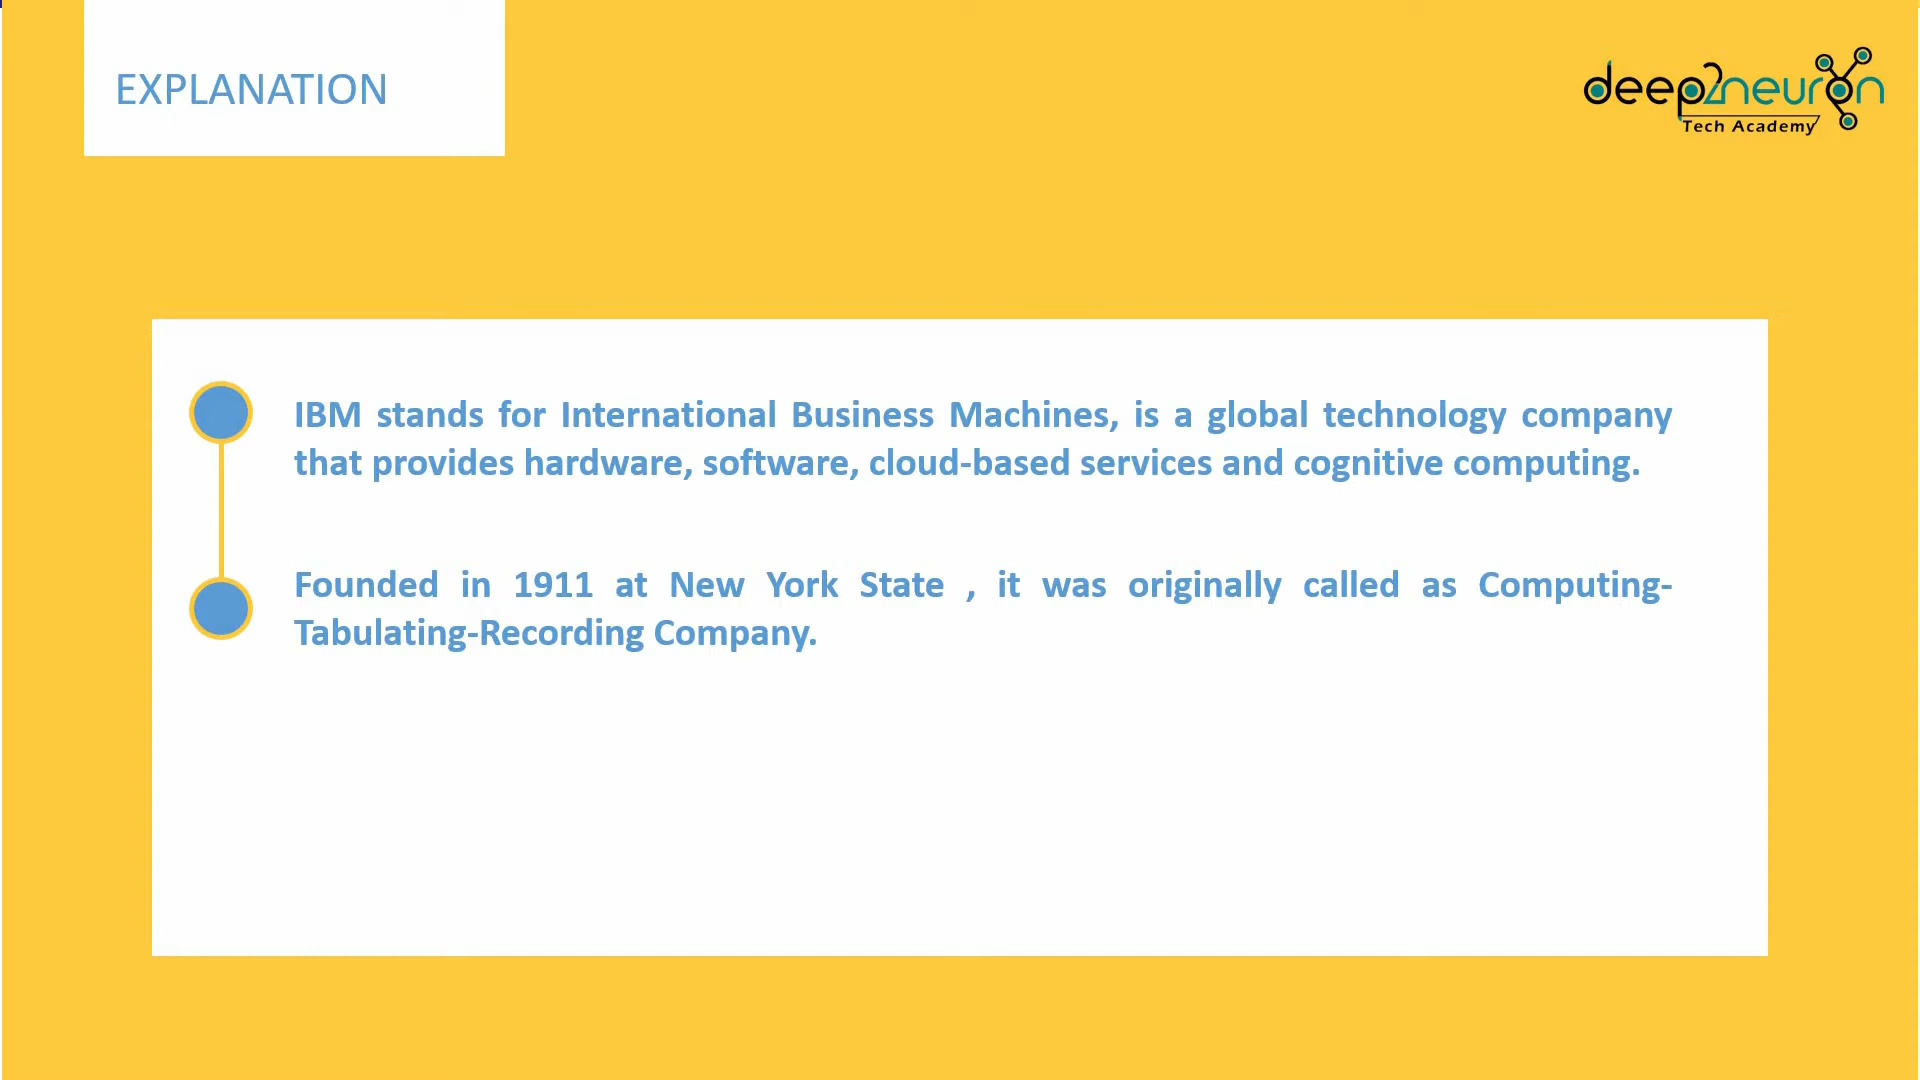 EXPLANATION
deep2neuron
Tech Academy
IBM stands for International Business Machines, is a global technology company
that provides hardware, software, cloud-based services and cognitive computing.
Founded in 1911 at New York State , it was originally called as Computing-
Tabulating-Recording Company.